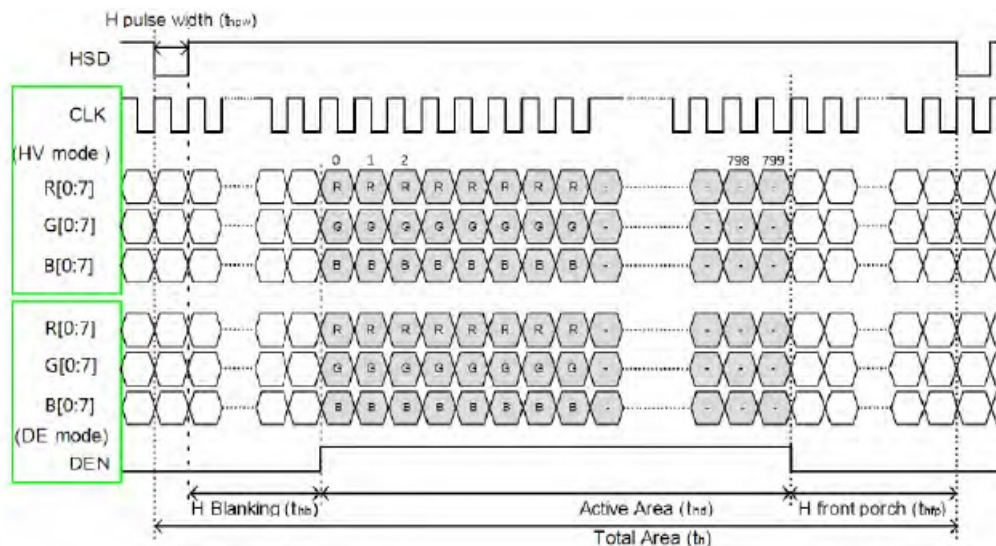 H pulse width (thpw)
HSD
CLK
(HV mode )
0 1 2 798 799
R[0:7] R R R R R R R R - - - -
G[0:7] G G G G G G G G - - - -
B[0:7] B B B B B B B B - - - -
R[0:7] R R R R R R R R - - - -
G[0:7] G G G G G G G G - - - -
B[0:7] B B B B B B B B - - - -
(DE mode)
DEN
H Blanking (thb) Active Area (thd) H front porch (thfp)
Total Area (th)